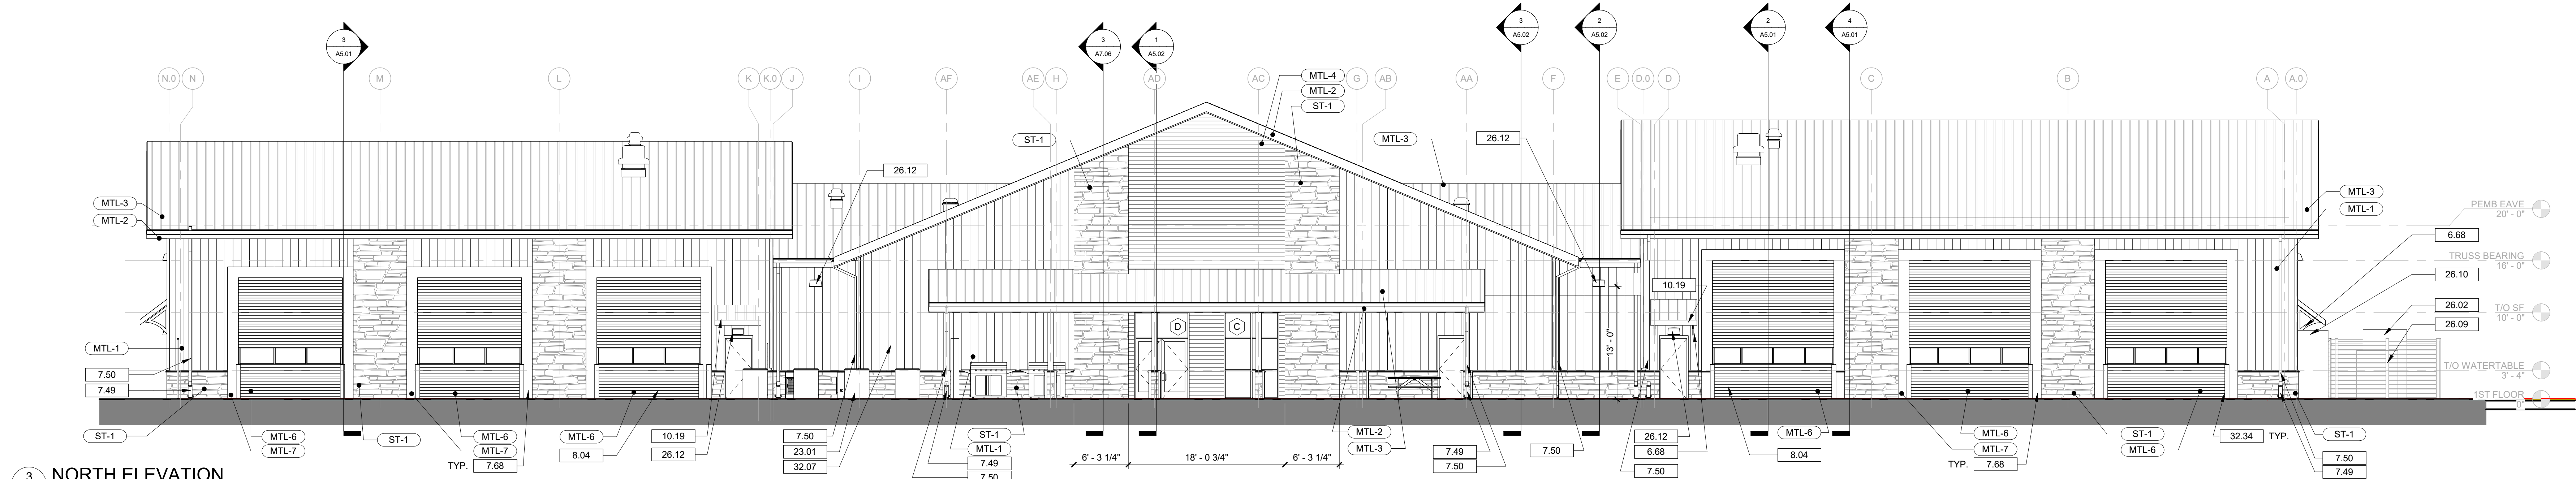 3
A5.01
3
A7.06
1
A5.02
3
A5.02
2
A5.02
2
A5.01
4
A5.01
N.0 N M L K K.0 J I AF AE H AD AC G AB AA F E D.0 D C B A A.0
MTL-4
MTL-2
ST-1
ST-1
MTL-3
26.12
26.12
MTL-3
MTL-2
MTL-3
MTL-1
PEMB EAVE
20' - 0"
6.68
TRUSS BEARING
16' - 0"
26.10
10.19
26.02
T/O SF
10' - 0"
26.09
D
C
13' - 0"
MTL-1
7.50
7.49
T/O WATERTABLE
3' - 4"
1ST FLOOR
0"
ST-1
MTL-6
MTL-7
ST-1
MTL-6
MTL-7
TYP. 7.68
MTL-6
8.04
10.19
26.12
7.50
23.01
32.07
ST-1
MTL-1
7.49
7.50
6' - 3 1/4"
18' - 0 3/4"
6' - 3 1/4"
MTL-2
MTL-3
7.49
7.50
7.50
26.12
6.68
7.50
MTL-6
8.04
MTL-6
MTL-7
TYP. 7.68
ST-1
MTL-6
32.34 TYP.
ST-1
7.50
7.49
3 NORTH ELEVATION